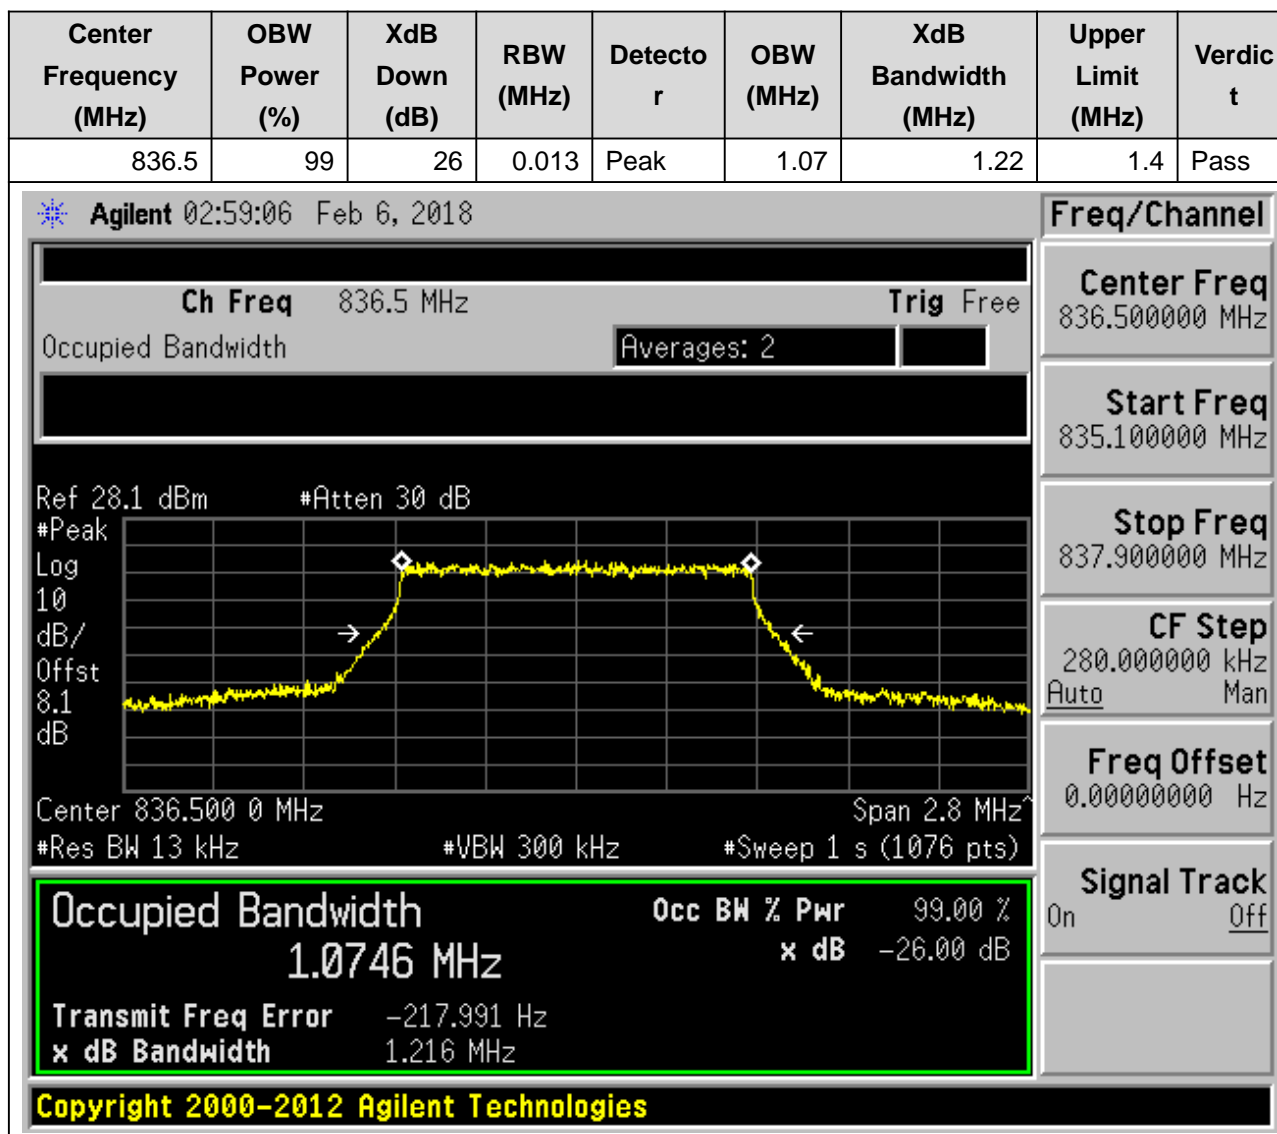 Center Frequency (MHz) OBW Power (%) XdB Down (dB) RBW (MHz) Detecto r OBW (MHz) XdB Bandwidth (MHz) Upper Limit (MHz) Verdic t
836.5 99 26 0.013 Peak 1.07 1.22 1.4 Pass
Agilent 02:59:06 Feb 6, 2018
Freq/Channel
Ch Freq 836.5 MHz Trig Free
Occupied Bandwidth Averages: 2
Center Freq
836.500000 MHz
Start Freq
835.100000 MHz
Stop Freq
837.900000 MHz
CF Step
280.000000 kHz
Auto Man
Freq Offset
0.00000000 Hz
Signal Track
On Off
Ref 28.1 dBm #Atten 30 dB
#Peak
Log
10
dB/
Offst
8.1
dB
Center 836.500 0 MHz Span 2.8 MHz^
#Res BW 13 kHz #VBW 300 kHz #Sweep 1 s (1076 pts)
Occupied Bandwidth Occ BW % Pwr 99.00 %
1.0746 MHz x dB -26.00 dB
Transmit Freq Error -217.991 Hz
x dB Bandwidth 1.216 MHz
Copyright 2000-2012 Agilent Technologies